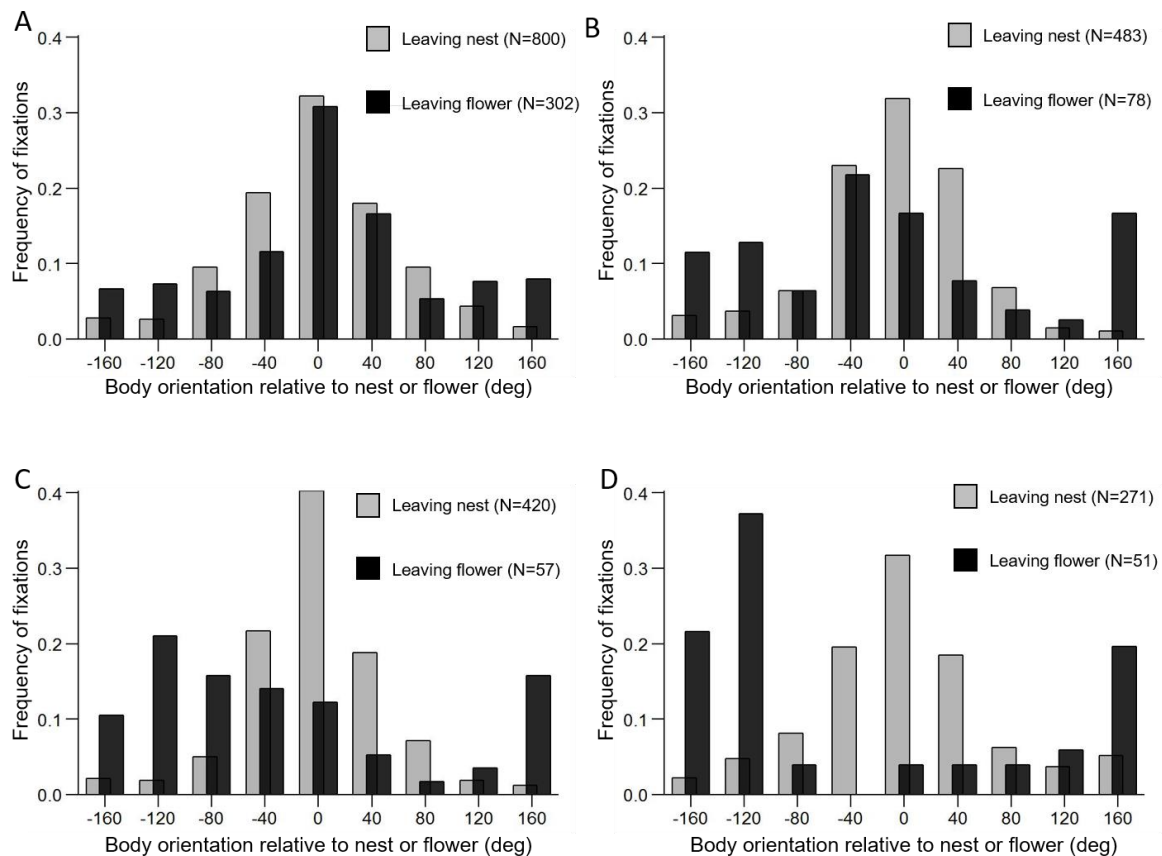 A
Leaving nest (N=800)
Leaving flower (N=302)
Frequency of fixations
0.4
0.3
0.2
0.1
0.0
-160 -120 -80 -40 0 40 80 120 160
Body orientation relative to nest or flower (deg)
B
Leaving nest (N=483)
Leaving flower (N=78)
Frequency of fixations
0.4
0.3
0.2
0.1
0.0
-160 -120 -80 -40 0 40 80 120 160
Body orientation relative to nest or flower (deg)
C
Leaving nest (N=420)
Leaving flower (N=57)
Frequency of fixations
0.4
0.3
0.2
0.1
0.0
-160 -120 -80 -40 0 40 80 120 160
Body orientation relative to nest or flower (deg)
D
Leaving nest (N=271)
Leaving flower (N=51)
Frequency of fixations
0.4
0.3
0.2
0.1
0.0
-160 -120 -80 -40 0 40 80 120 160
Body orientation relative to nest or flower (deg)